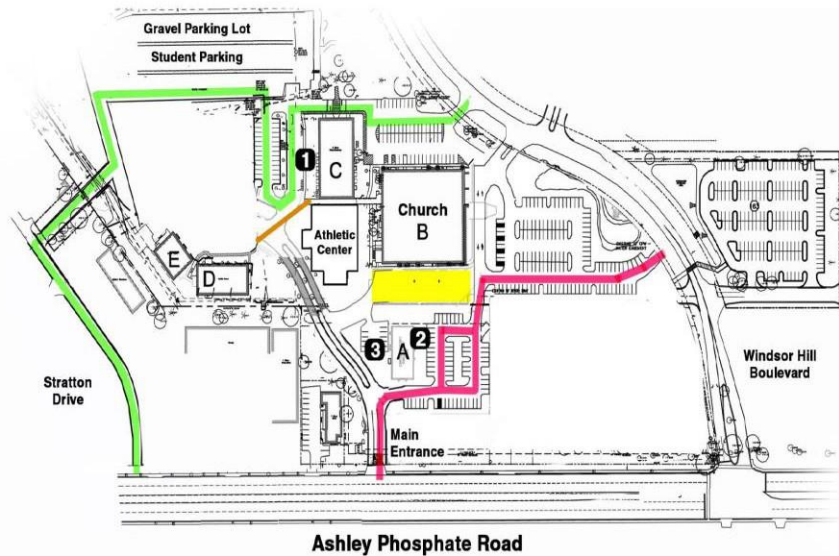 Gravel Parking Lot
Student Parking
1
C
Church
B
Athletic
Center
E
D
2
3
A
Stratton
Drive
Windsor Hill
Boulevard
Main
Entrance
Ashley Phosphate Road